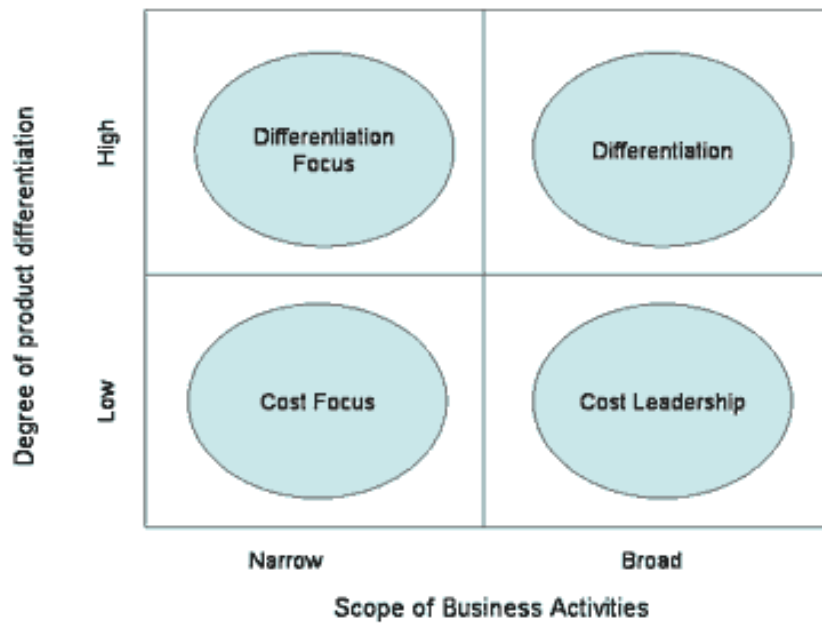 Degree of product differentiation
High
Differentiation
Focus
Differentiation
Low
Cost Focus
Cost Leadership
Narrow
Broad
Scope of Business Activities